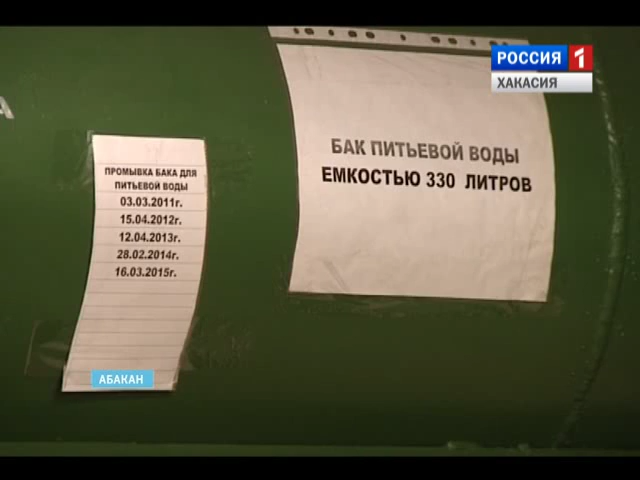 РОССИЯ 1
ХАКАСИЯ
А
БАК ПИТЬЕВОЙ ВОДЫ
ЕМКОСТЬЮ 330 ЛИТРОВ
ПРОМЫВКА БАКА ДЛЯ
ПИТЬЕВОЙ ВОДЫ
03.03.2011г.
15.04.2012г.
12.04.2013г.
28.02.2014г.
16.03.2015г.
АБАКАН